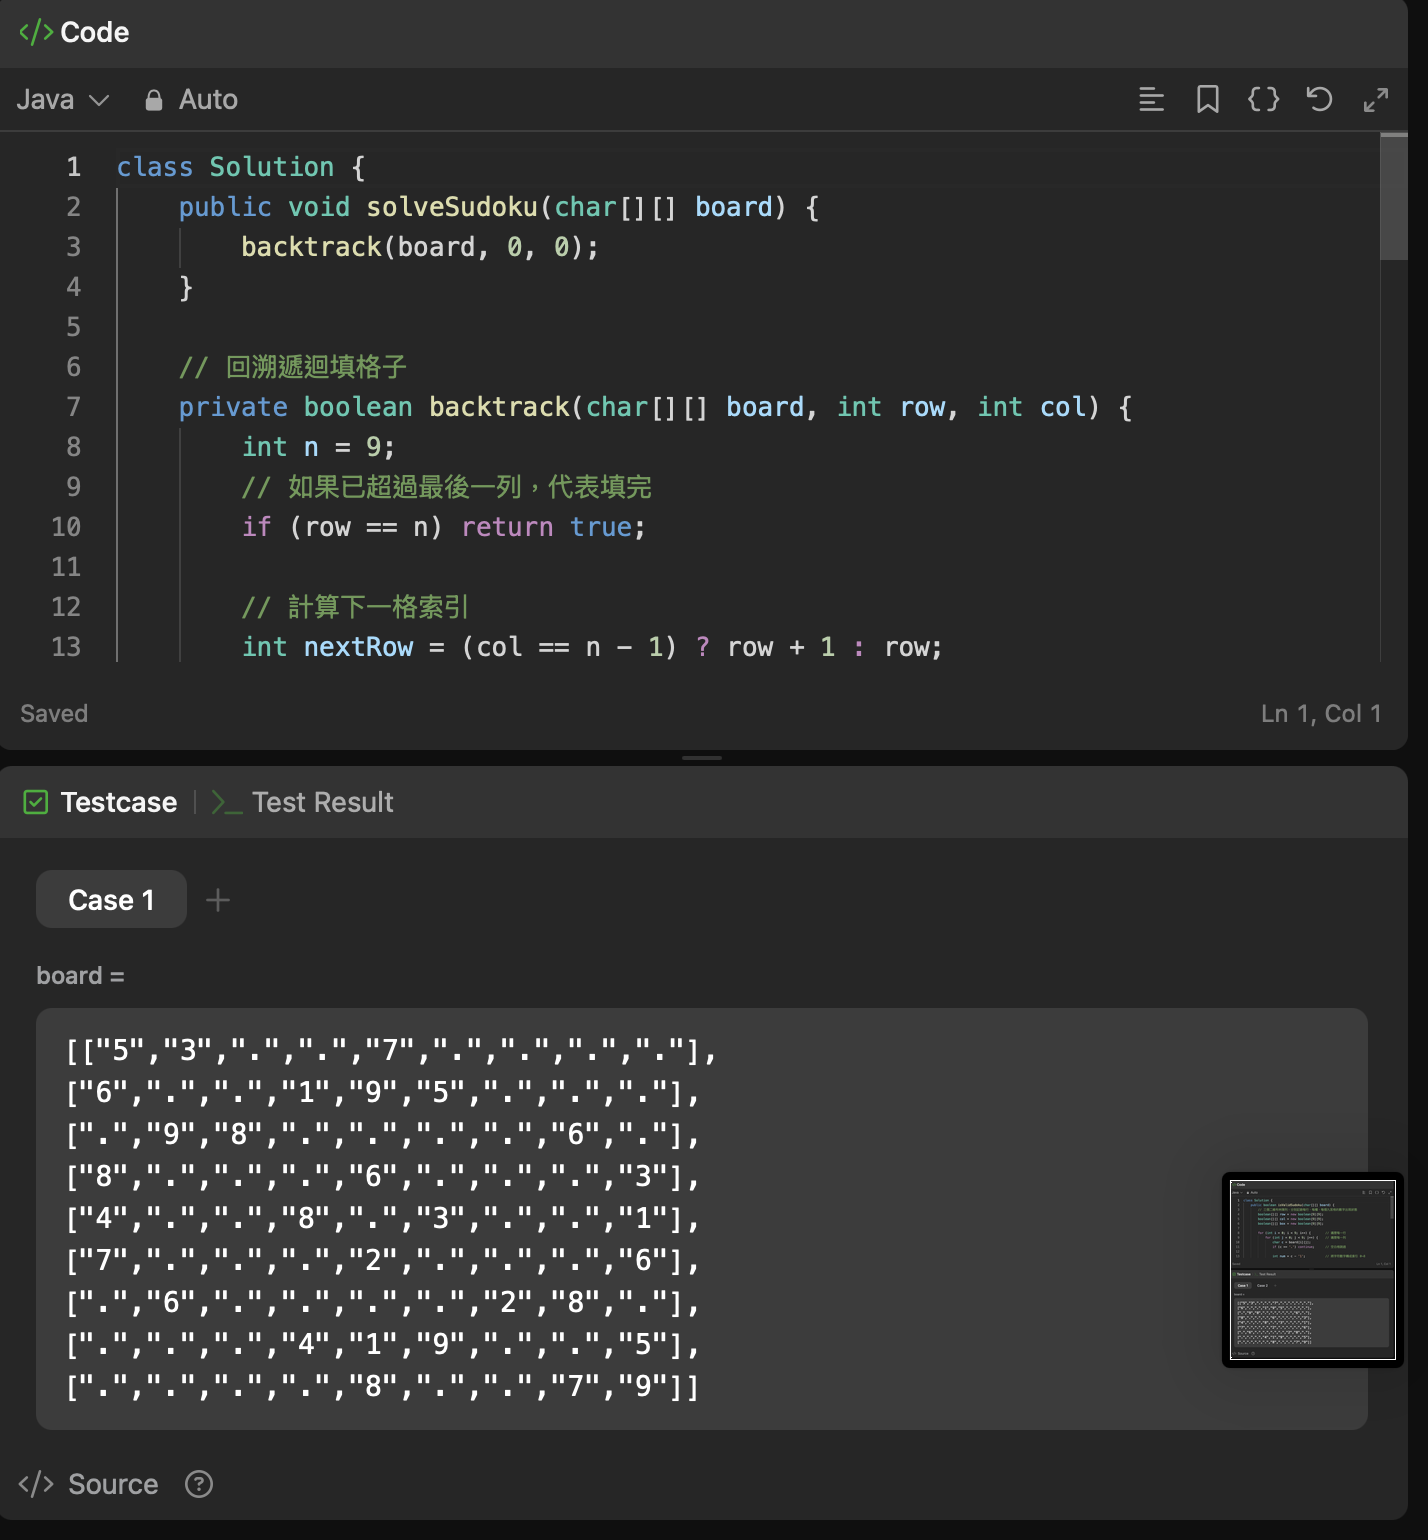 </> Code
Java Auto
1 class Solution {
2 public void solveSudoku(char[][] board) {
3 backtrack(board, 0, 0);
4 }
5
6 // 回溯遞迴填格子
7 private boolean backtrack(char[][] board, int row, int col) {
8 int n = 9;
9 // 如果已超過最後一列，代表填完
10 if (row == n) return true;
11
12 // 計算下一格索引
13 int nextRow = (col == n - 1) ? row + 1 : row;
Saved Ln 1, Col 1
Testcase | >_ Test Result
Case 1 +
board =
[["5","3",".",".","7",".",".",".","."],
["6",".",".","1","9","5",".",".","."],
[".","9","8",".",".",".",".","6","."],
["8",".",".",".","6",".",".",".","3"],
["4",".",".","8",".","3",".",".","1"],
["7",".",".",".","2",".",".",".","6"],
[".","6",".",".",".",".","2","8","."],
[".",".",".","4","1","9",".",".","5"],
[".",".",".",".","8",".",".","7","9"]]
</> Source ?